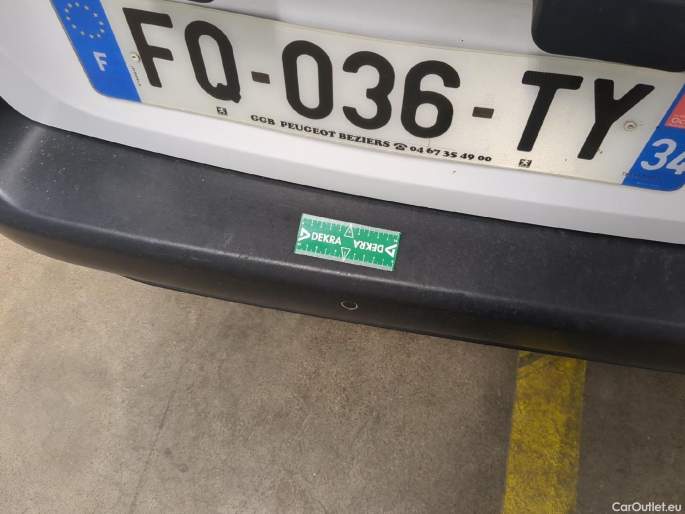 F
FQ-036-TY
GGB PEUGEOT BEZIERS ☎ 04 67 35 49 00
34
DEKRA DEKRA
CarOutlet.eu